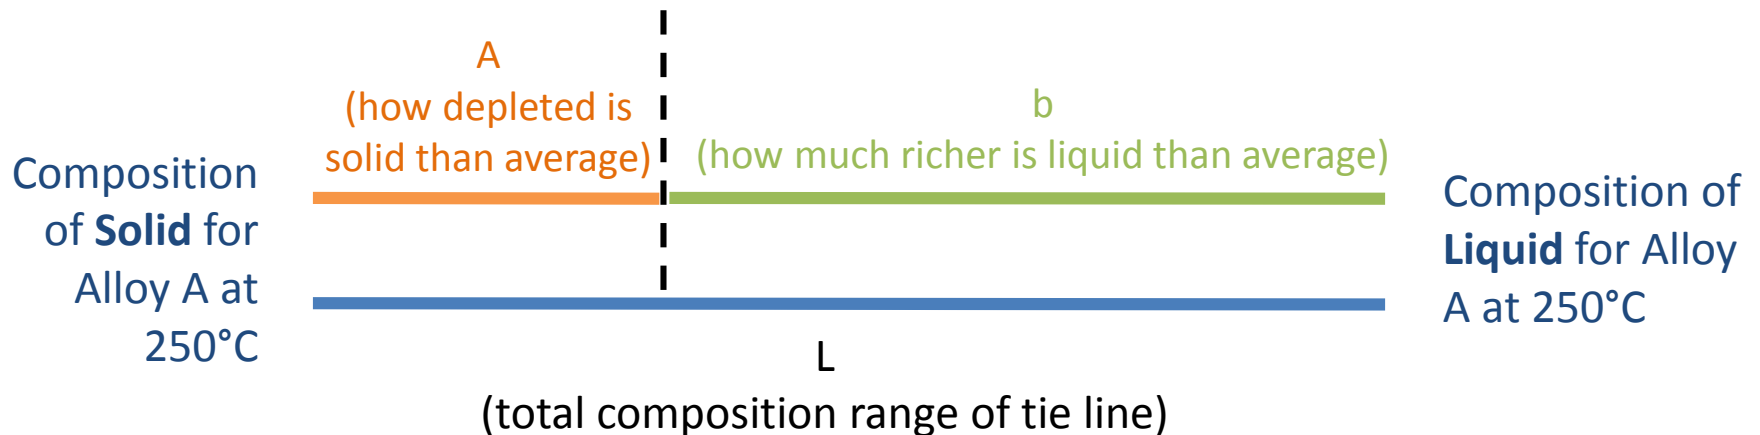 A
(how depleted is
solid than average)
b
(how much richer is liquid than average)
Composition
of Solid for
Alloy A at
250°C
Composition of
Liquid for Alloy
A at 250°C
L
(total composition range of tie line)